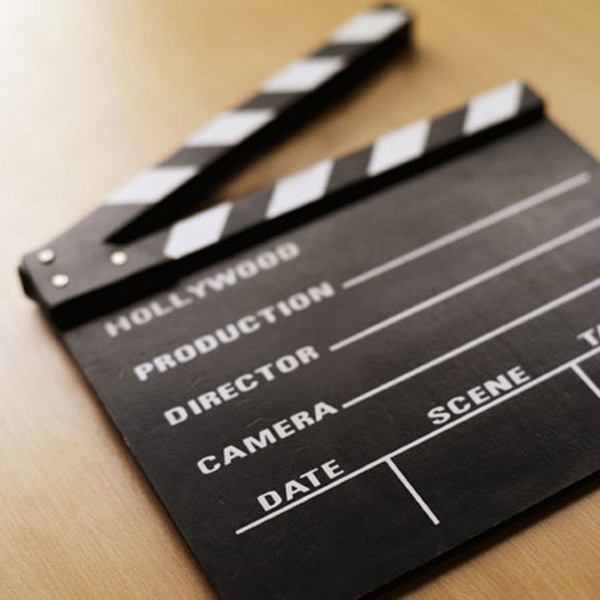 HOLLYWOOD
PRODUCTION
DIRECTOR
CAMERA
DATE SCENE